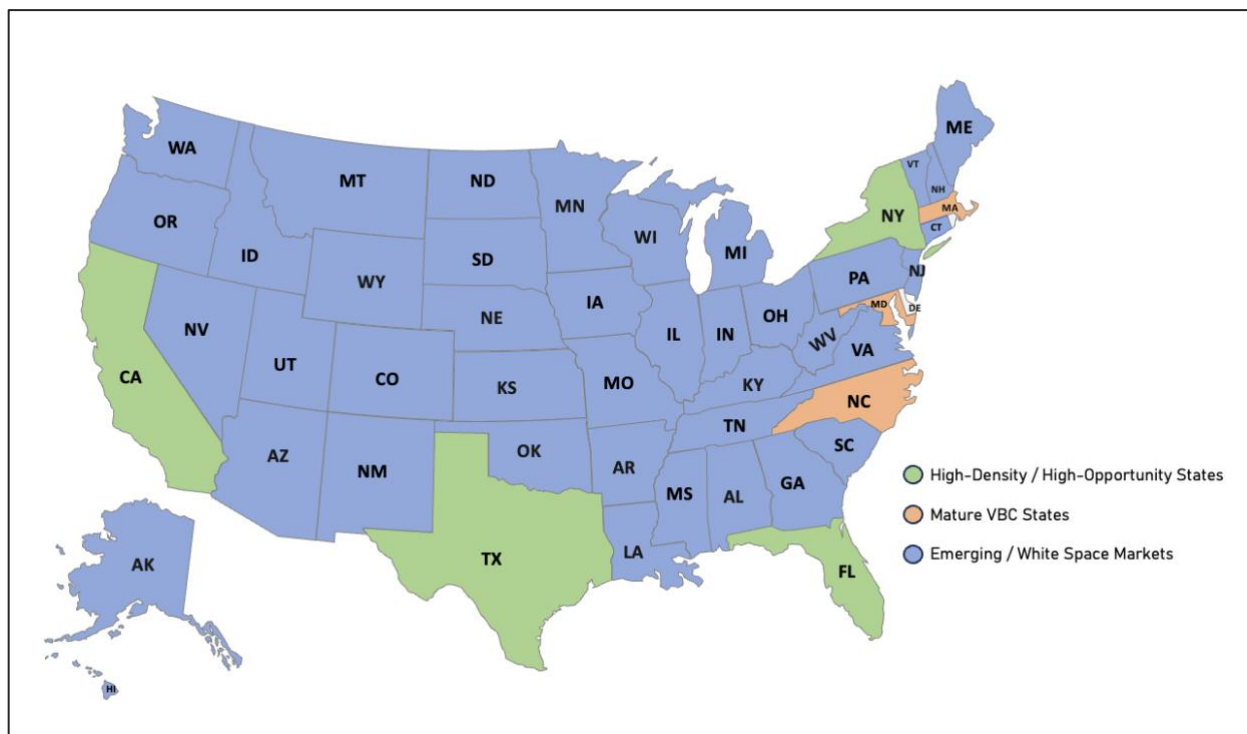 ME
WA
VT
MT
ND
NH
MN
MA
OR
NY
WI
CT
ID
SD
MI
WY
PA
NJ
IA
NE
MD
DE
OH
NV
IL
IN
WV
UT
VA
CA
CO
KS
MO
KY
NC
TN
OK
SC
AZ
NM
AR
High-Density / High-Opportunity States
MS
AL
GA
Mature VBC States
LA
Emerging / White Space Markets
TX
AK
FL
HI